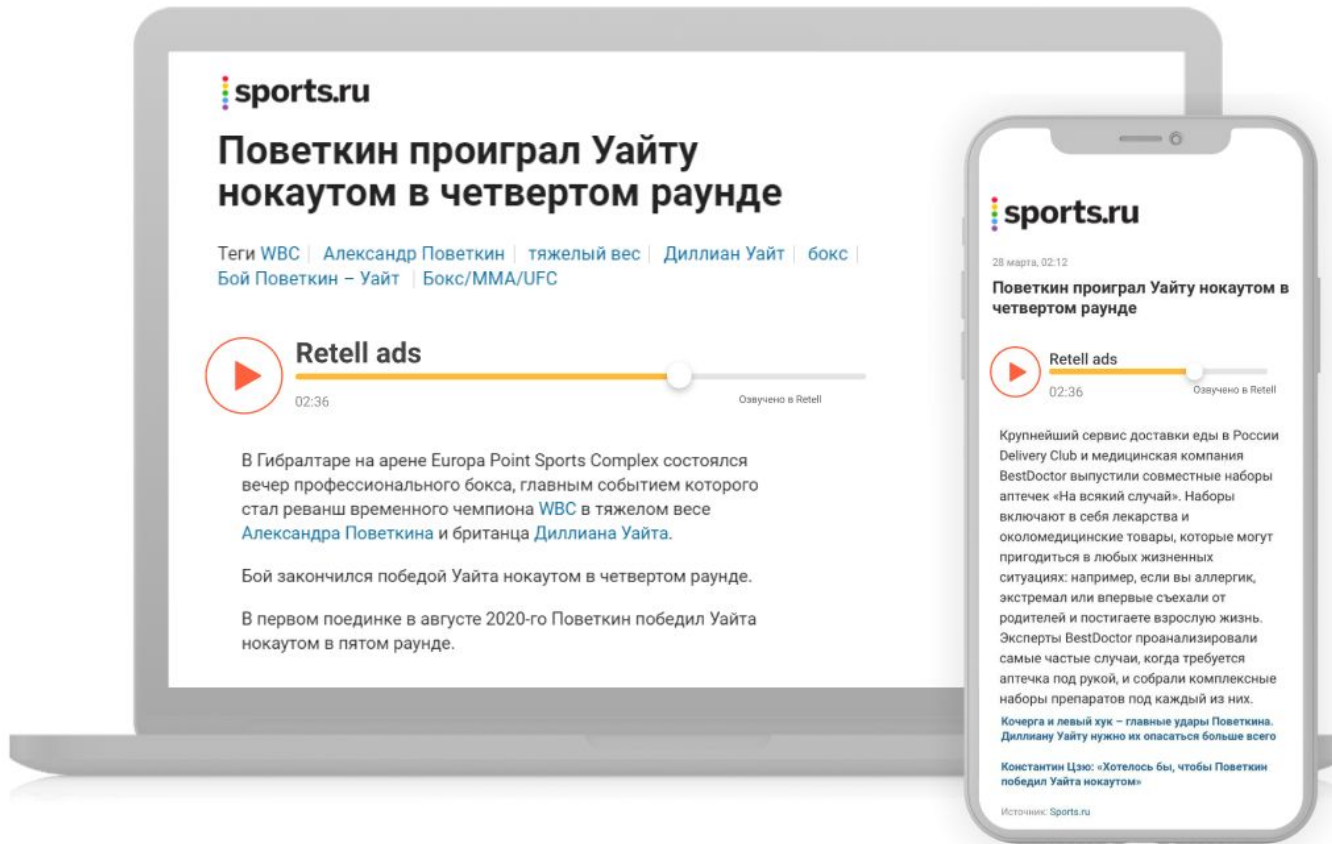 sports.ru
Поветкин проиграл Уайту
нокаутом в четвертом раунде
Теги WBC | Александр Поветкин | тяжелый вес | Диллиан Уайт | бокс |
Бой Поветкин – Уайт | Бокс/MMA/UFC
Retell ads
02:36
Озвучено в Retell
В Гибралтаре на арене Europa Point Sports Complex состоялся
вечер профессионального бокса, главным событием которого
стал реванш временного чемпиона WBC в тяжелом весе
Александра Поветкина и британца Диллиана Уайта.
Бой закончился победой Уайта нокаутом в четвертом раунде.
В первом поединке в августе 2020-го Поветкин победил Уайта
нокаутом в пятом раунде.
sports.ru
28 марта, 02:12
Поветкин проиграл Уайту нокаутом в
четвертом раунде
Retell ads
02:36
Озвучено в Retell
Крупнейший сервис доставки еды в России
Delivery Club и медицинская компания
BestDoctor выпустили совместные наборы
аптечек «На всякий случай». Наборы
включают в себя лекарства и
околомедицинские товары, которые могут
пригодиться в любых жизненных
ситуациях: например, если вы аллергик,
экстремал или впервые съехали от
родителей и постигаете взрослую жизнь.
Эксперты BestDoctor проанализировали
самые частые случаи, когда требуется
аптечка под рукой, и собрали комплексные
наборы препаратов под каждый из них.
Кочерга и левый хук – главные удары Поветкина.
Диллиану Уайту нужно их опасаться больше всего
Константин Цзю: «Хотелось бы, чтобы Поветкин
победил Уайта нокаутом»
Источник: Sports.ru